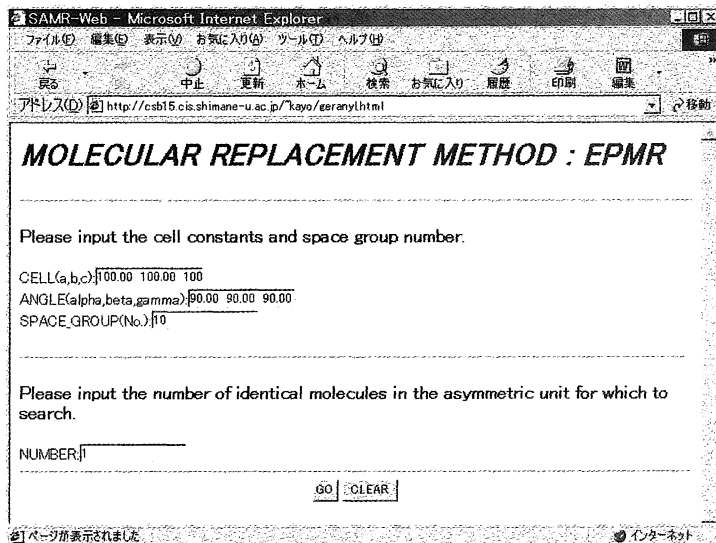 SAMR-Web - Microsoft Internet Explorer
ファイル(F) 編集(E) 表示(V) お気に入り(A) ツール(T) ヘルプ(H)
戻る 中止 更新 ホーム 検索 お気に入り 履歴 印刷 編集 »
アドレス(D) http://csb15.cis.shimane-u.ac.jp/~kayo/geranyl.html 移動
MOLECULAR REPLACEMENT METHOD : EPMR
Please input the cell constants and space group number.
CELL(a,b,c): 100.00 100.00 100
ANGLE(alpha,beta,gamma): 90.00 90.00 90.00
SPACE_GROUP(No.): 10
Please input the number of identical molecules in the asymmetric unit for which to
search.
NUMBER: 1
GO CLEAR
ページが表示されました インターネット